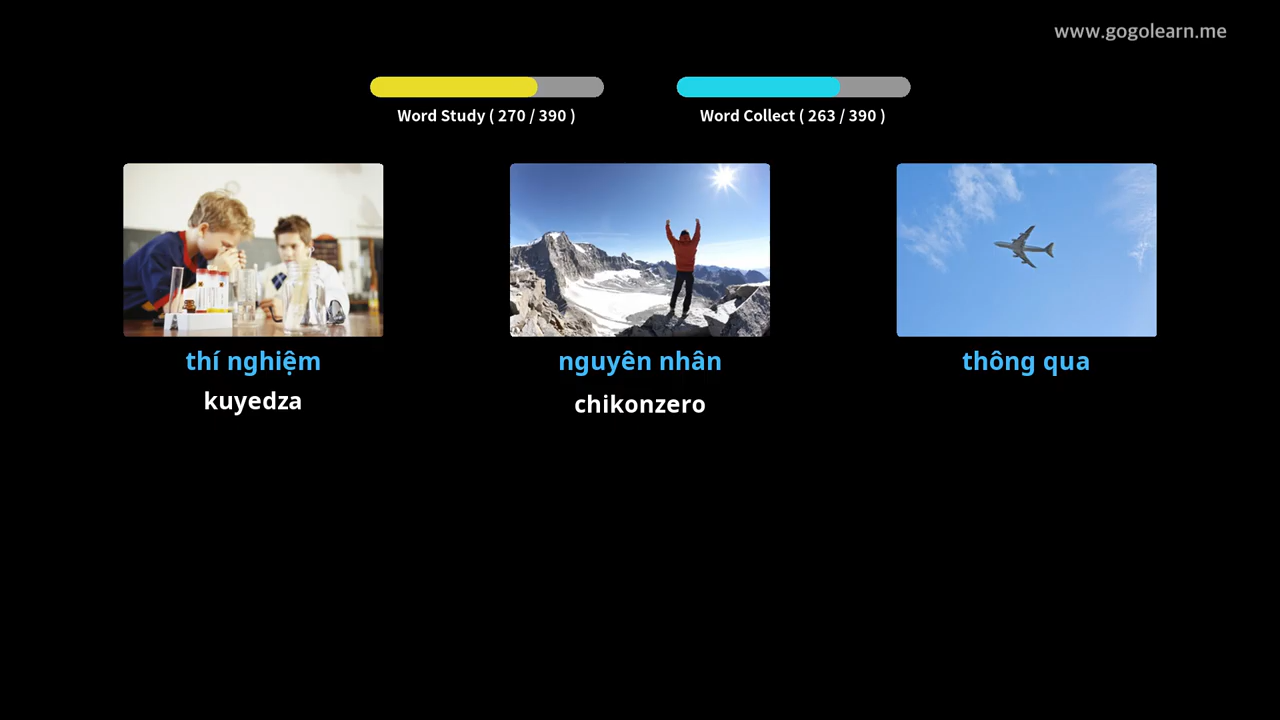 www.gogolearn.me
Word Study ( 270 / 390 )
Word Collect ( 263 / 390 )
thí nghiệm
nguyên nhân
thông qua
kuyedza
chikonzero